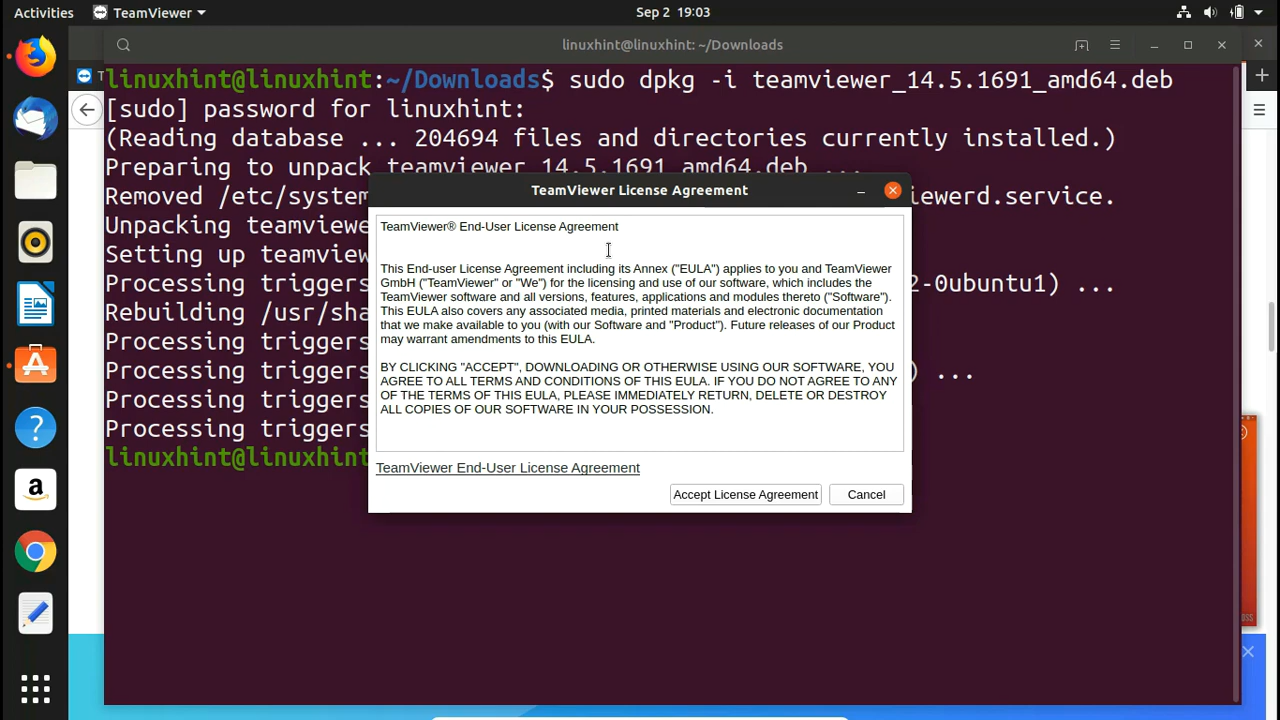 Activities TeamViewer Sep 2 19:03
linuxhint@linuxhint: ~/Downloads
linuxhint@linuxhint:~/Downloads$ sudo dpkg -i teamviewer_14.5.1691_amd64.deb
[sudo] password for linuxhint:
(Reading database ... 204694 files and directories currently installed.)
Preparing to unpack teamviewer_14.5.1691_amd64.deb ...
Removed /etc/system viewerd.service.
Unpacking teamviewe
Setting up teamview
Processing triggers 2-0ubuntu1) ...
Rebuilding /usr/sha
Processing triggers
Processing triggers ) ...
Processing triggers
Processing triggers
linuxhint@linuxhint
TeamViewer License Agreement
TeamViewer® End-User License Agreement
This End-user License Agreement including its Annex ("EULA") applies to you and TeamViewer
GmbH ("TeamViewer" or "We") for the licensing and use of our software, which includes the
TeamViewer software and all versions, features, applications and modules thereto ("Software").
This EULA also covers any associated media, printed materials and electronic documentation
that we make available to you (with our Software and "Product"). Future releases of our Product
may warrant amendments to this EULA.
BY CLICKING "ACCEPT", DOWNLOADING OR OTHERWISE USING OUR SOFTWARE, YOU
AGREE TO ALL TERMS AND CONDITIONS OF THIS EULA. IF YOU DO NOT AGREE TO ANY
OF THE TERMS OF THIS EULA, PLEASE IMMEDIATELY RETURN, DELETE OR DESTROY
ALL COPIES OF OUR SOFTWARE IN YOUR POSSESSION.
TeamViewer End-User License Agreement
Accept License Agreement Cancel